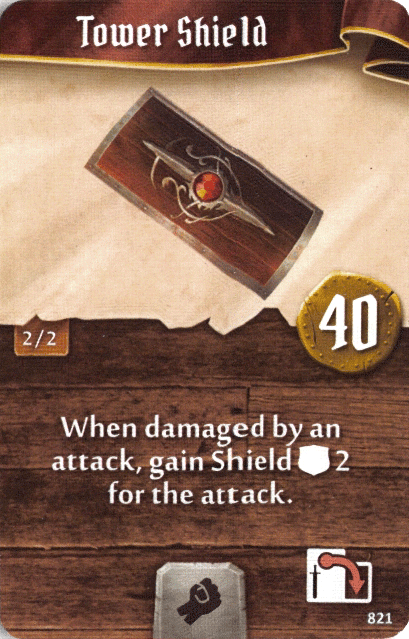 Tower Shield
2/2
40
When damaged by an
attack, gain Shield 2
for the attack.
821